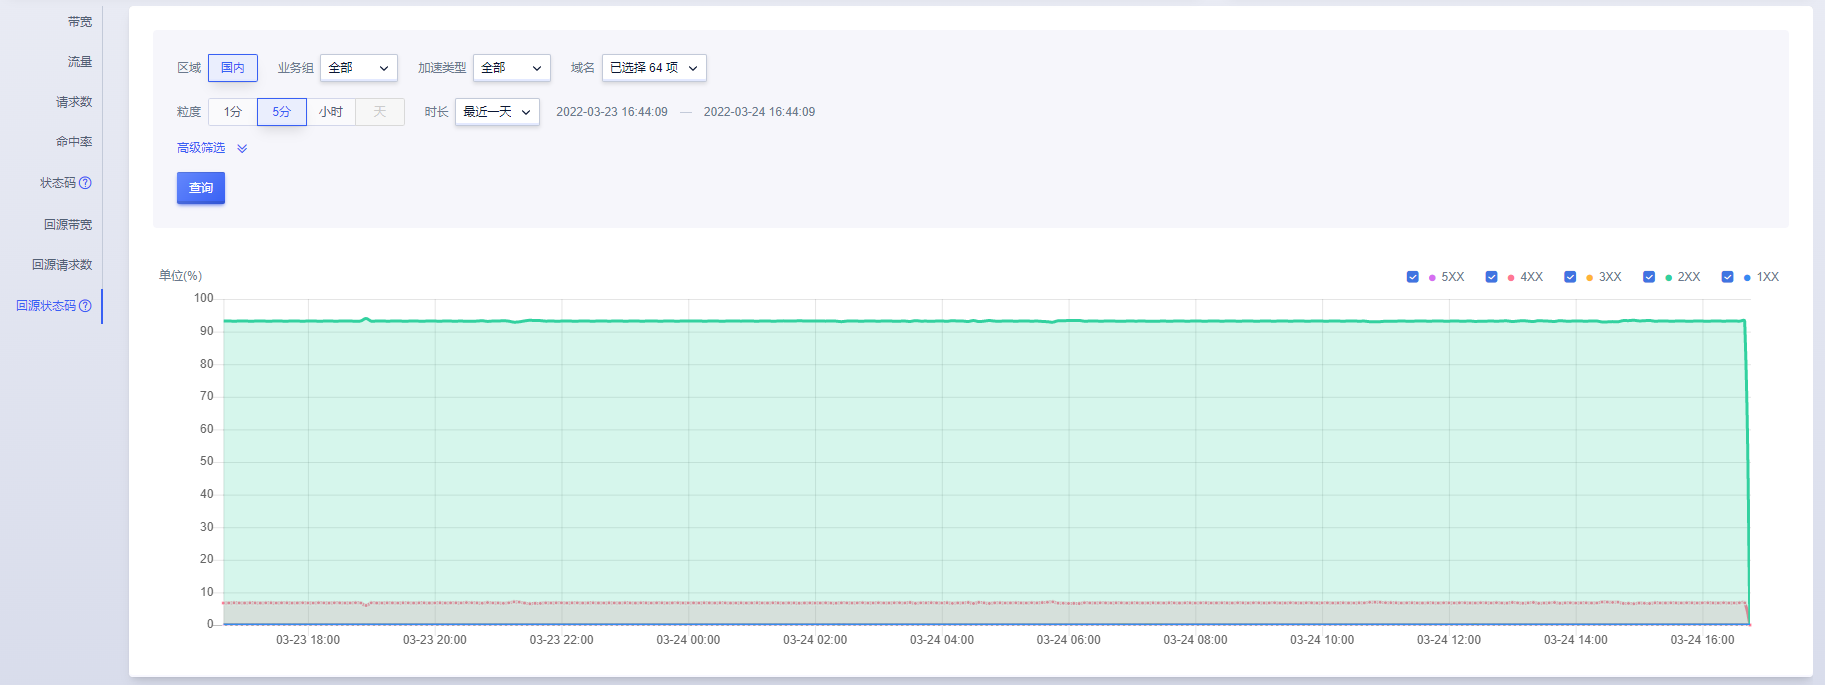 带宽
流量
请求数
命中率
状态码
回源带宽
回源请求数
回源状态码
区域 国内 业务组 全部 加速类型 全部 域名 已选择 64 项
粒度 1分 5分 小时 天 时长 最近一天 2022-03-23 16:44:09 — 2022-03-24 16:44:09
高级筛选
查询
单位(%)
5XX 4XX 3XX 2XX 1XX
100
90
80
70
60
50
40
30
20
10
0
03-23 18:00 03-23 20:00 03-23 22:00 03-24 00:00 03-24 02:00 03-24 04:00 03-24 06:00 03-24 08:00 03-24 10:00 03-24 12:00 03-24 14:00 03-24 16:00